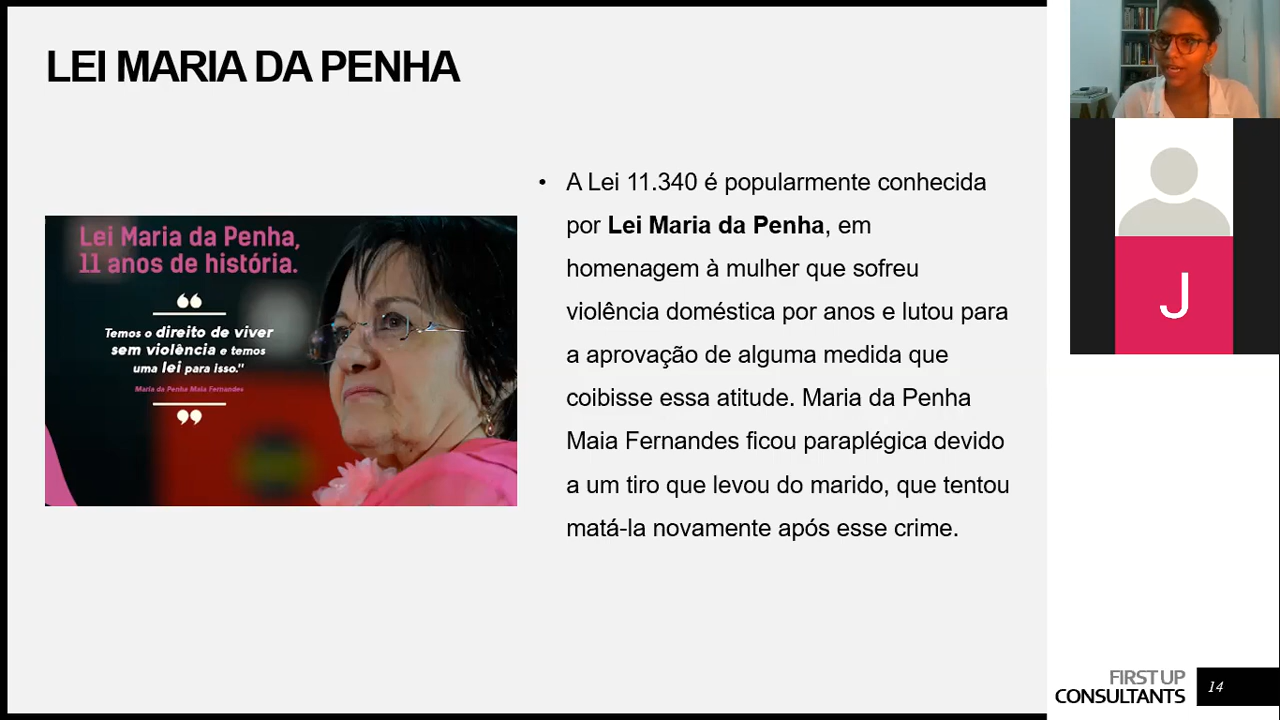 LEI MARIA DA PENHA
Lei Maria da Penha,
11 anos de história.
“
Temos o direito de viver
sem violência e temos
uma lei para isso."
Maria da Penha Maia Fernandes
”
• A Lei 11.340 é popularmente conhecida
por Lei Maria da Penha, em
homenagem à mulher que sofreu
violência doméstica por anos e lutou para
a aprovação de alguma medida que
coibisse essa atitude. Maria da Penha
Maia Fernandes ficou paraplégica devido
a um tiro que levou do marido, que tentou
matá-la novamente após esse crime.
J
FIRST UP
CONSULTANTS
14